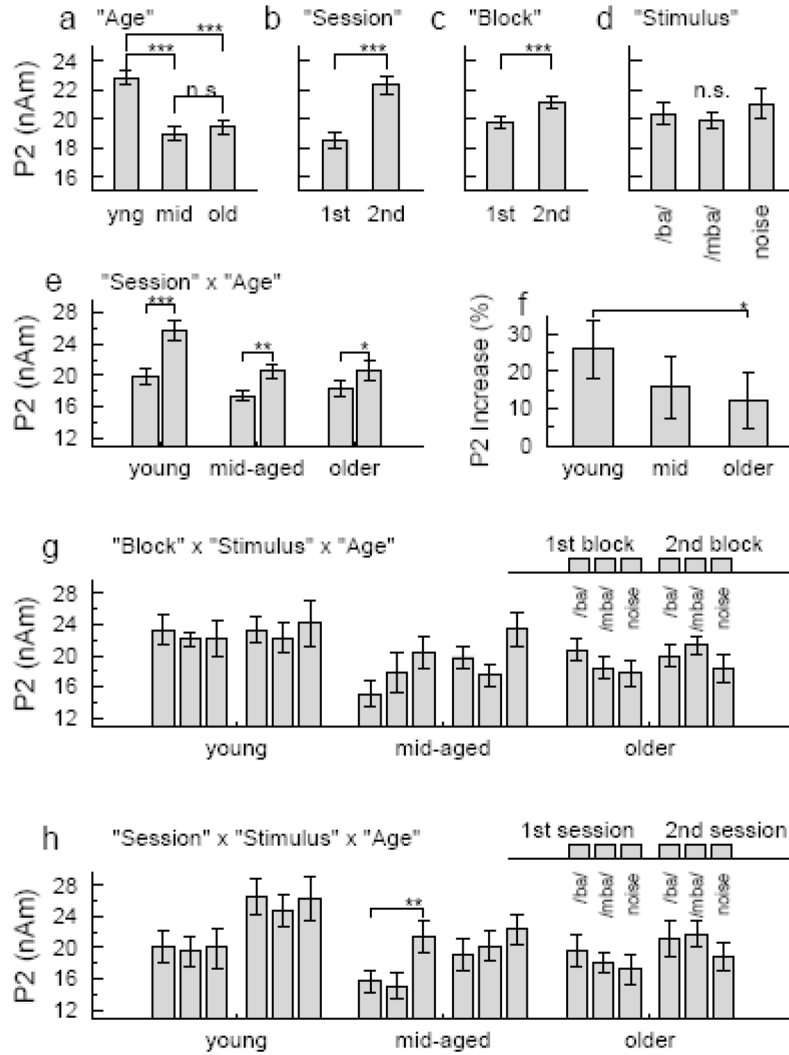 a "Age" b "Session" c "Block" d "Stimulus"
P2 (nAm)
24
22
20
18
16
*** *** n.s
yng mid old
***
1st 2nd
***
1st 2nd
n.s.
/ba/ /mba/ noise
e "Session" x "Age"
P2 (nAm)
28
24
20
16
12
*** ** *
young mid-aged older
f
P2 Increase (%)
30
20
10
0
*
young mid older
g "Block" x "Stimulus" x "Age"
1st block 2nd block
/ba/ /mba/ noise /ba/ /mba/ noise
P2 (nAm)
28
24
20
16
12
young mid-aged older
h "Session" x "Stimulus" x "Age"
1st session 2nd session
/ba/ /mba/ noise /ba/ /mba/ noise
P2 (nAm)
28
24
20
16
12
**
young mid-aged older